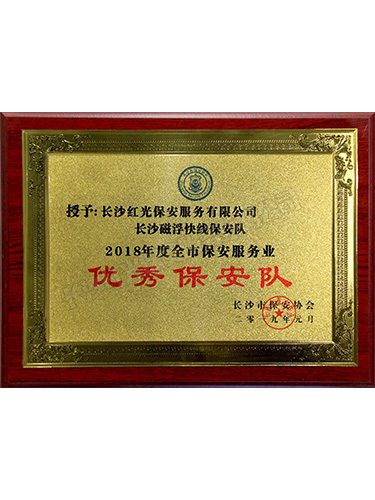 授予:长沙红光保安服务有限公司
长沙磁浮快线保安队
2018年度全市保安服务业
优秀保安队
长沙市保安协会
二零一九年元月